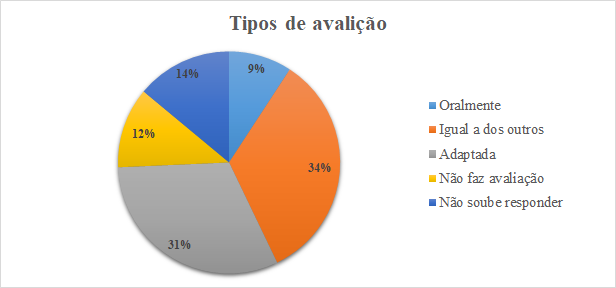 Tipos de avalição
14%
9%
12%
34%
31%
Oralmente
Igual a dos outros
Adaptada
Não faz avaliação
Não soube responder